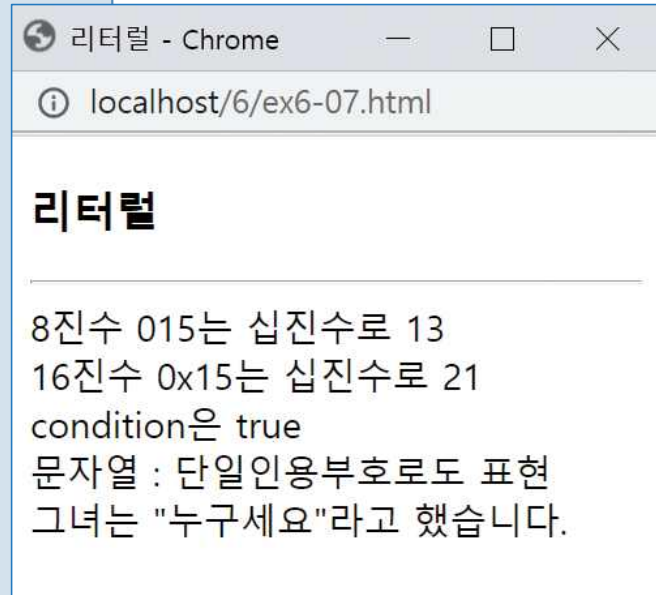 리터럴 - Chrome
localhost/6/ex6-07.html
리터럴
8진수 015는 십진수로 13
16진수 0x15는 십진수로 21
condition은 true
문자열 : 단일인용부호로도 표현
그녀는 "누구세요"라고 했습니다.